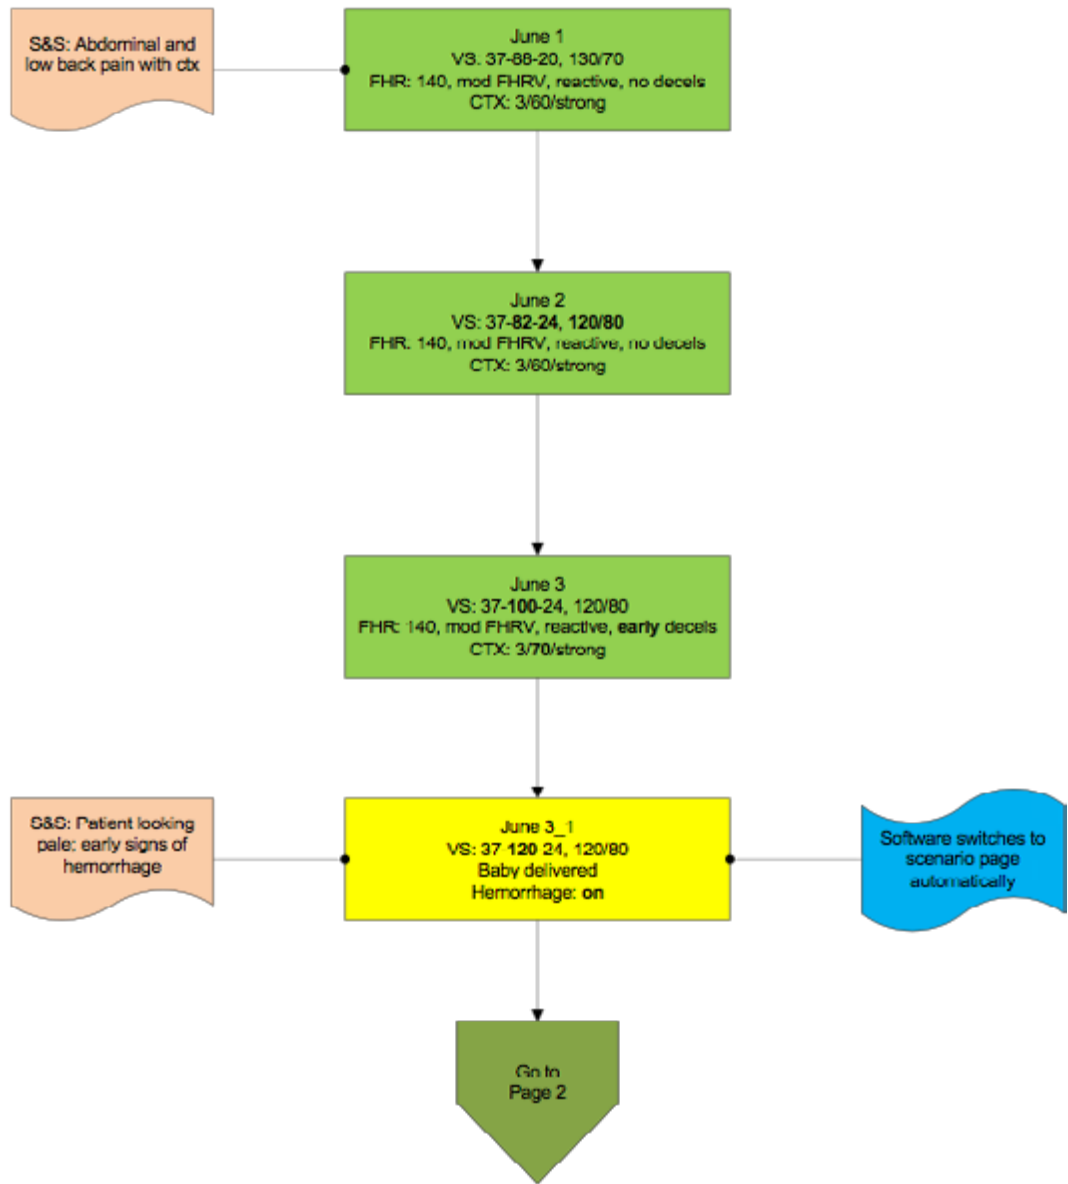 S&S: Abdominal and
low back pain with ctx
June 1
VS: 37-88-20, 130/70
FHR: 140, mod FHRV, reactive, no decels
CTX: 3/60/strong
June 2
VS: 37-82-24, 120/80
FHR: 140, mod FHRV, reactive, no decels
CTX: 3/60/strong
June 3
VS: 37-100-24, 120/80
FHR: 140, mod FHRV, reactive, early decels
CTX: 3/70/strong
S&S: Patient looking
pale: early signs of
hemorrhage
June 3_1
VS: 37-120-24, 120/80
Baby delivered
Hemorrhage: on
Software switches to
scenario page
automatically
Go to
Page 2